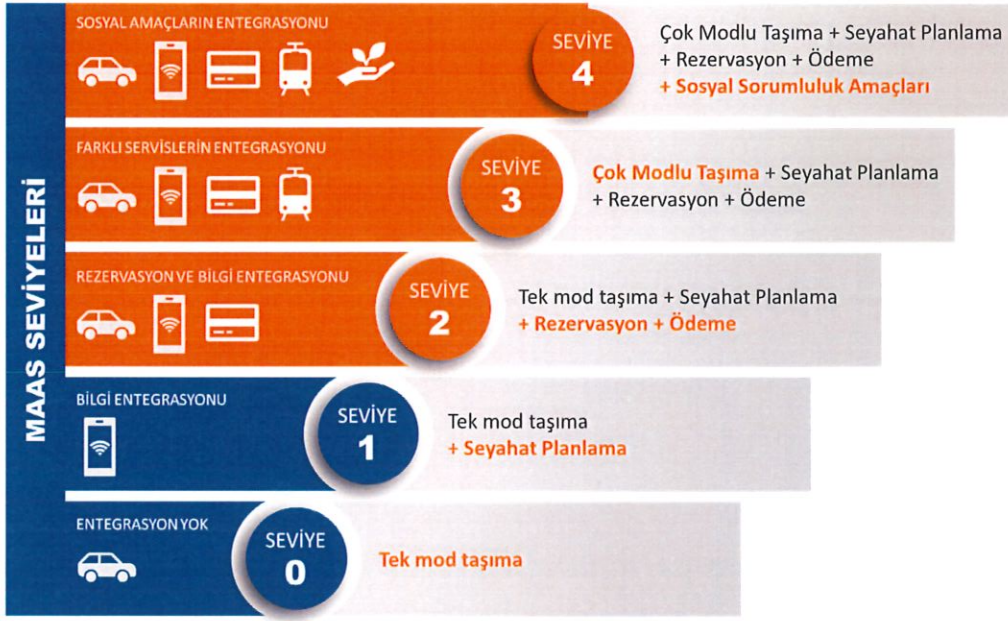 MAAS SEVİYELERİ
SOSYAL AMAÇLARIN ENTEGRASYONU
SEVİYE
4
Çok Modlu Taşıma + Seyahat Planlama
+ Rezervasyon + Ödeme
+ Sosyal Sorumluluk Amaçları
FARKLI SERVİSLERİN ENTEGRASYONU
SEVİYE
3
Çok Modlu Taşıma + Seyahat Planlama
+ Rezervasyon + Ödeme
REZERVASYON VE BİLGİ ENTEGRASYONU
SEVİYE
2
Tek mod taşıma + Seyahat Planlama
+ Rezervasyon + Ödeme
BİLGİ ENTEGRASYONU
SEVİYE
1
Tek mod taşıma
+ Seyahat Planlama
ENTEGRASYON YOK
SEVİYE
0
Tek mod taşıma